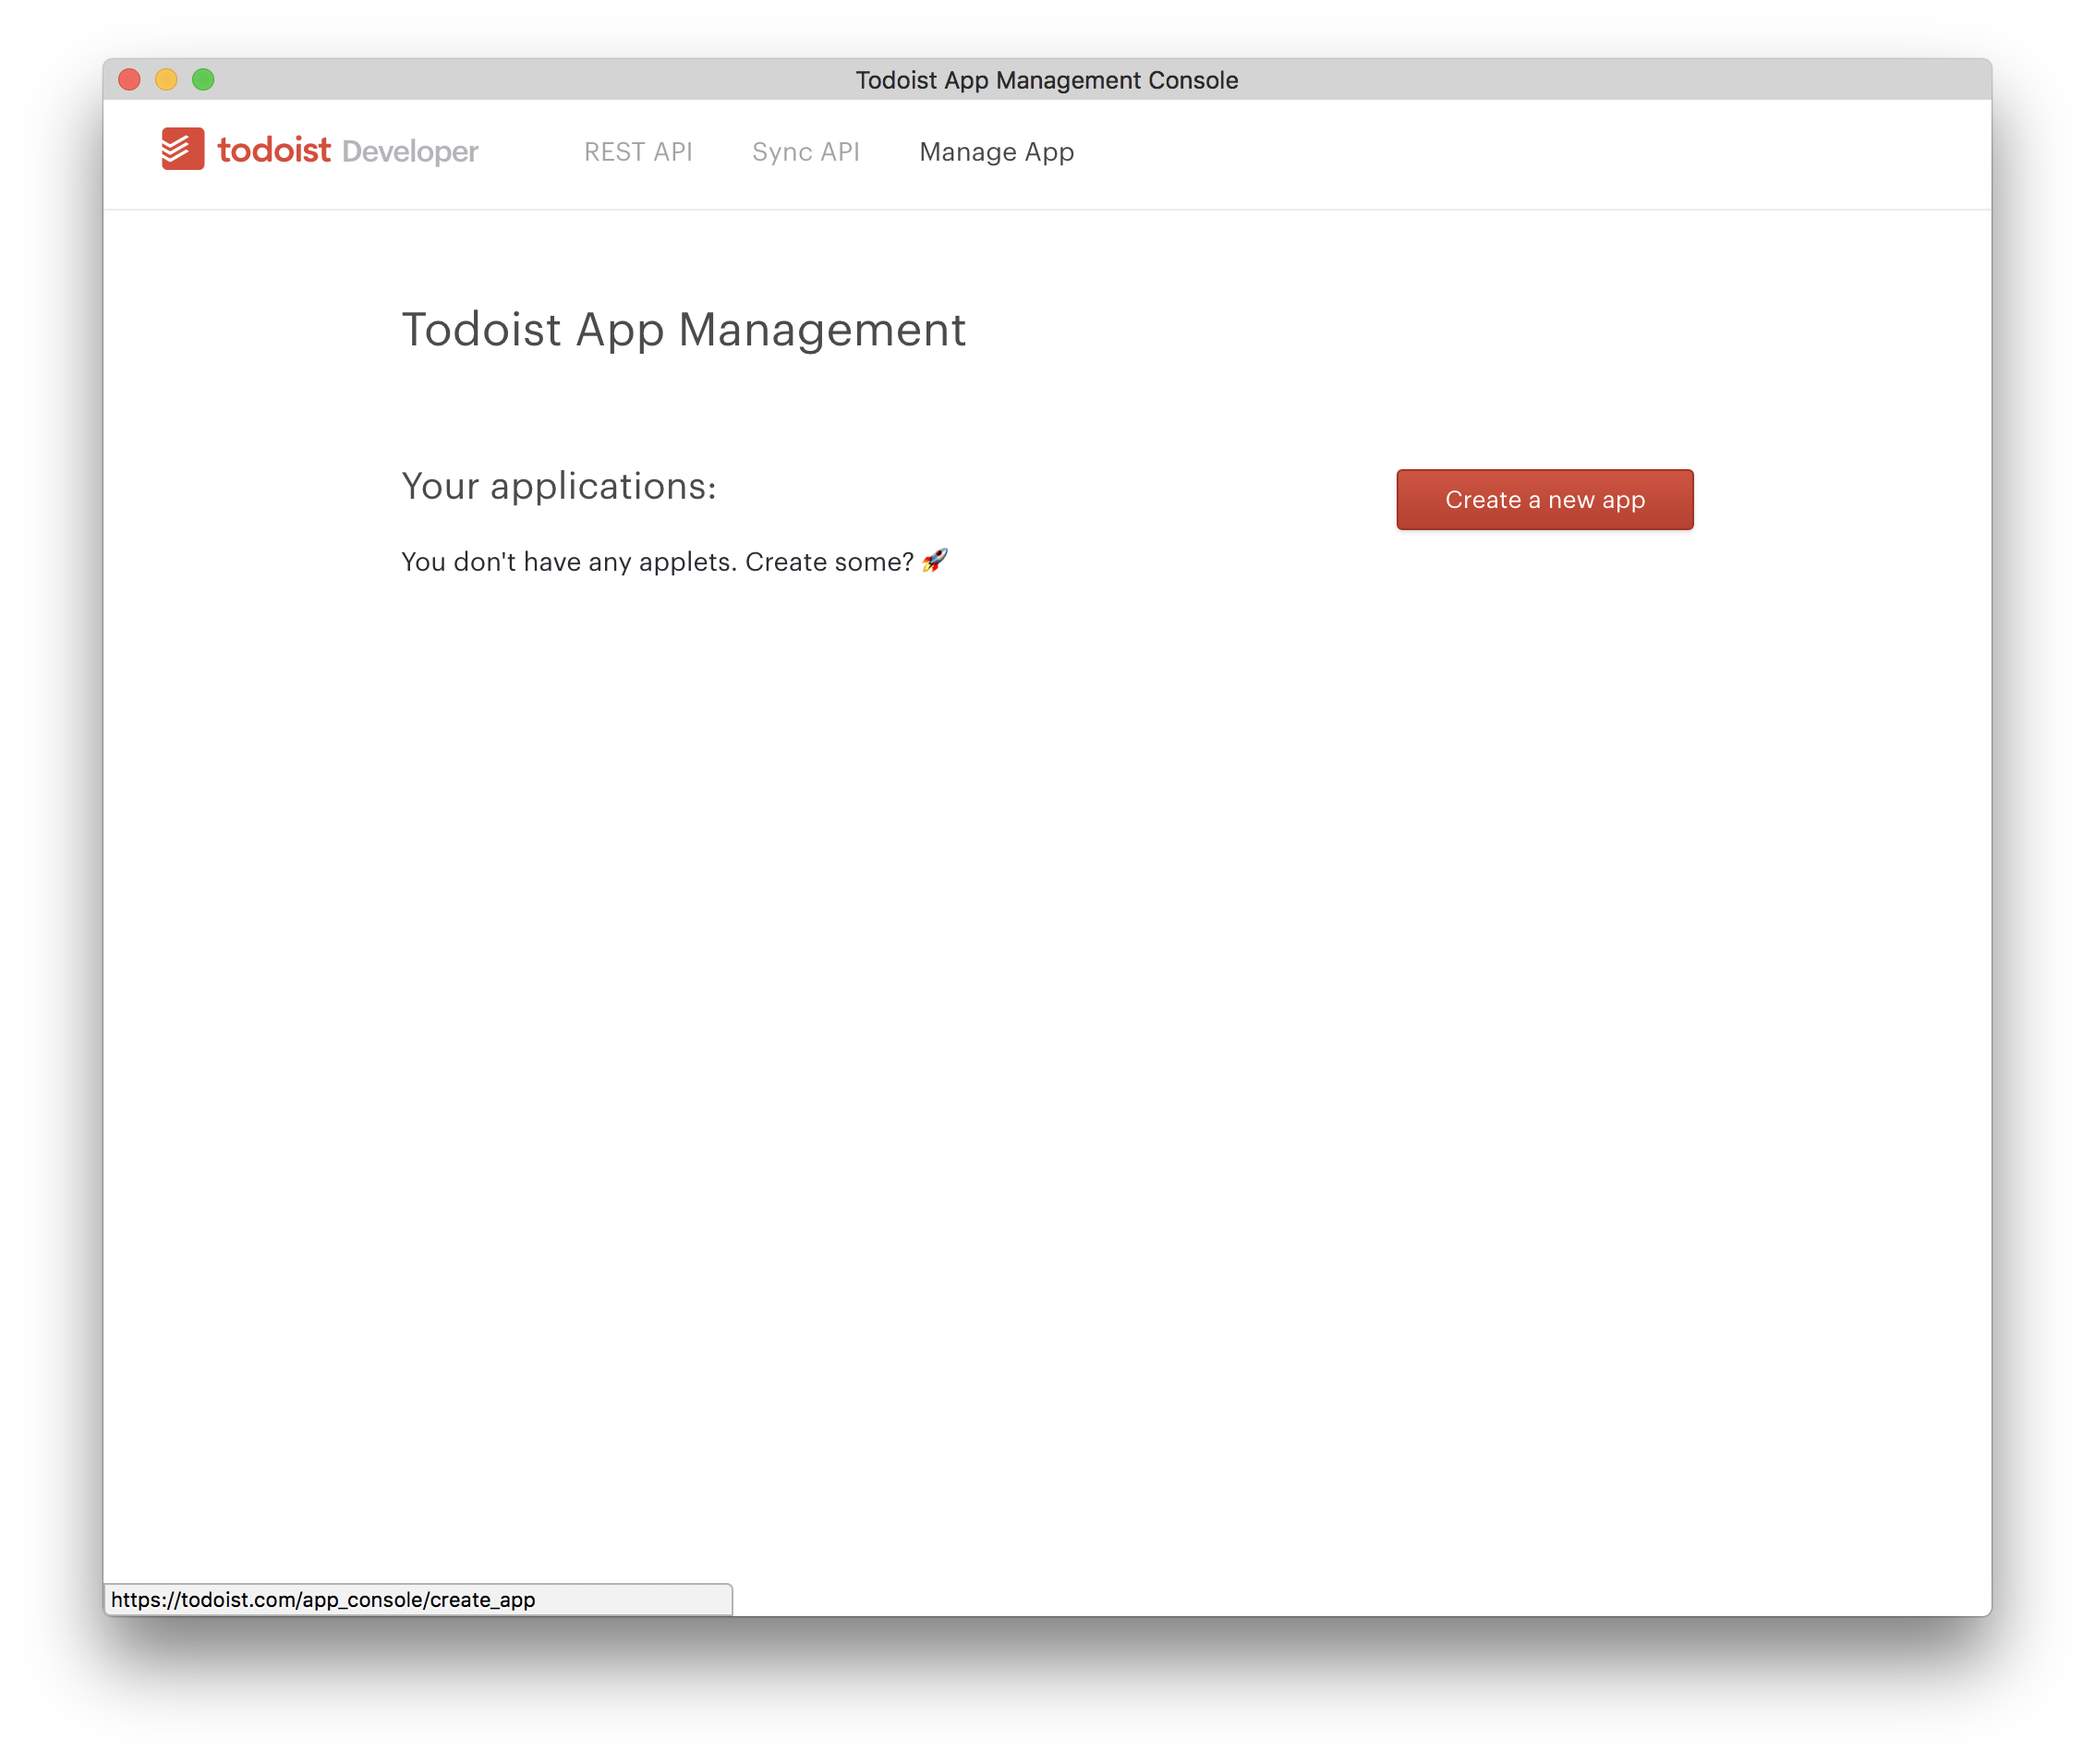 Todoist App Management Console
todoist Developer REST API Sync API Manage App
Todoist App Management
Your applications:
Create a new app
You don't have any applets. Create some? 🚀
https://todoist.com/app_console/create_app